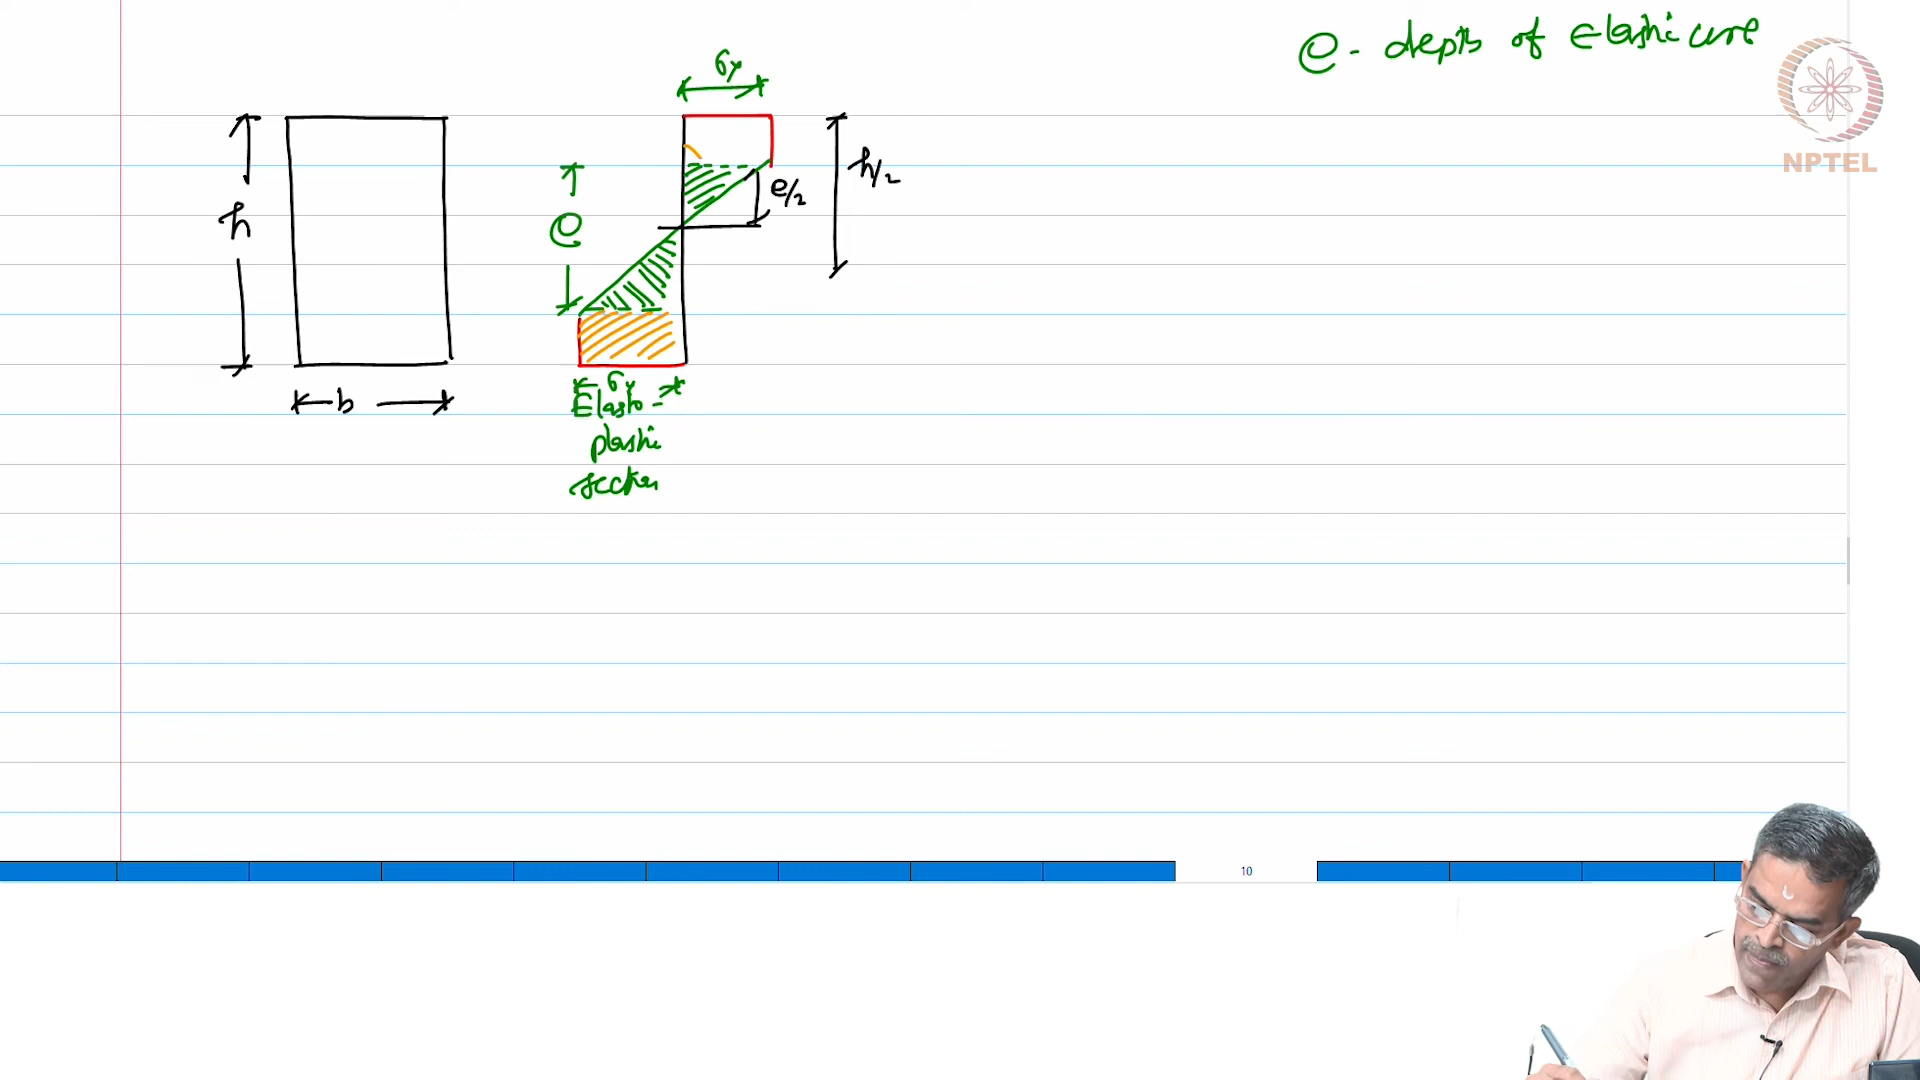 e - depth of Elastic core
NPTEL
σy
h/2
e/2
h
e
b
σy
Elasto -
plastic
section
10